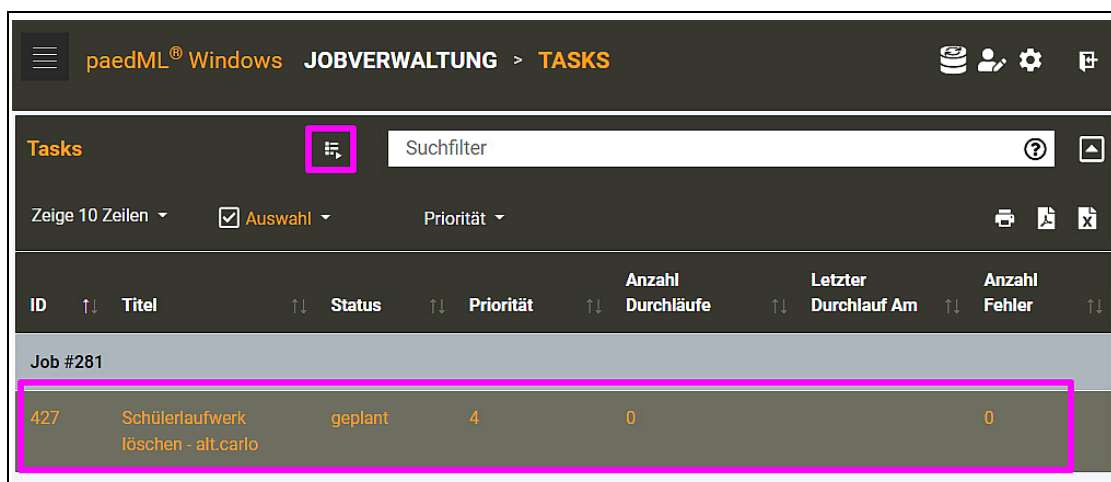 paedML® Windows JOBVERWALTUNG > TASKS
Tasks Suchfilter
Zeige 10 Zeilen Auswahl Priorität
ID Titel Status Priorität Anzahl Durchläufe Letzter Durchlauf Am Anzahl Fehler
Job #281
427 Schülerlaufwerk geplant 4 0 0
löschen - alt.carlo